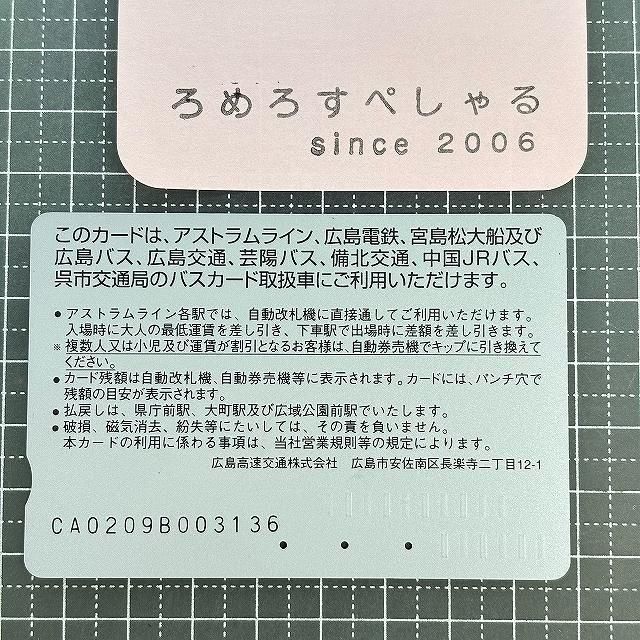 ろめろすぺしゃる
since 2006
このカードは、アストラムライン、広島電鉄、宮島松大船及び
広島バス、広島交通、芸陽バス、備北交通、中国JRバス、
呉市交通局のバスカード取扱車にご利用いただけます。
● アストラムライン各駅では、自動改札機に直接通してご利用いただけます。
入場時に大人の最低運賃を差し引き、下車駅で出場時に差額を差し引きます。
※ 複数人又は小児及び運賃が割引となるお客様は、自動券売機でキップに引き換えて
ください。
● カード残額は自動改札機、自動券売機等に表示されます。カードには、パンチ穴で
残額の目安が表示されます。
● 払戻しは、県庁前駅、大町駅及び広域公園前駅でいたします。
● 破損、磁気消去、紛失等にたいしては、その責を負いません。
本カードの利用に係わる事項は、当社営業規則等の規定によります。
広島高速交通株式会社 広島市安佐南区長楽寺二丁目12-1
CA0209B003136